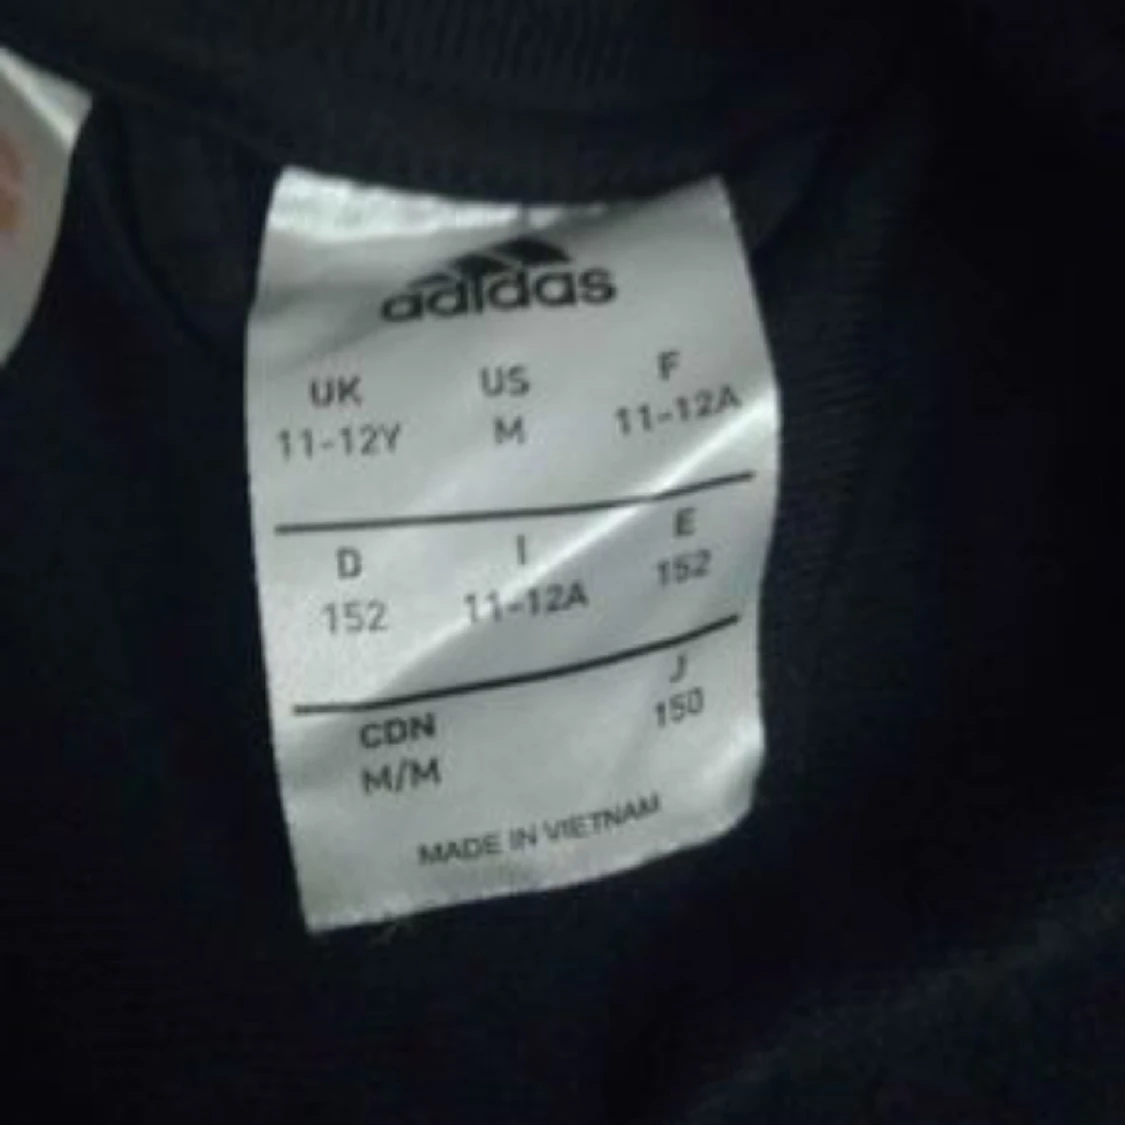 adidas
UK US F
11-12Y M 11-12A
D I E
152 11-12A 152
CDN J
M/M 150
MADE IN VIETNAM